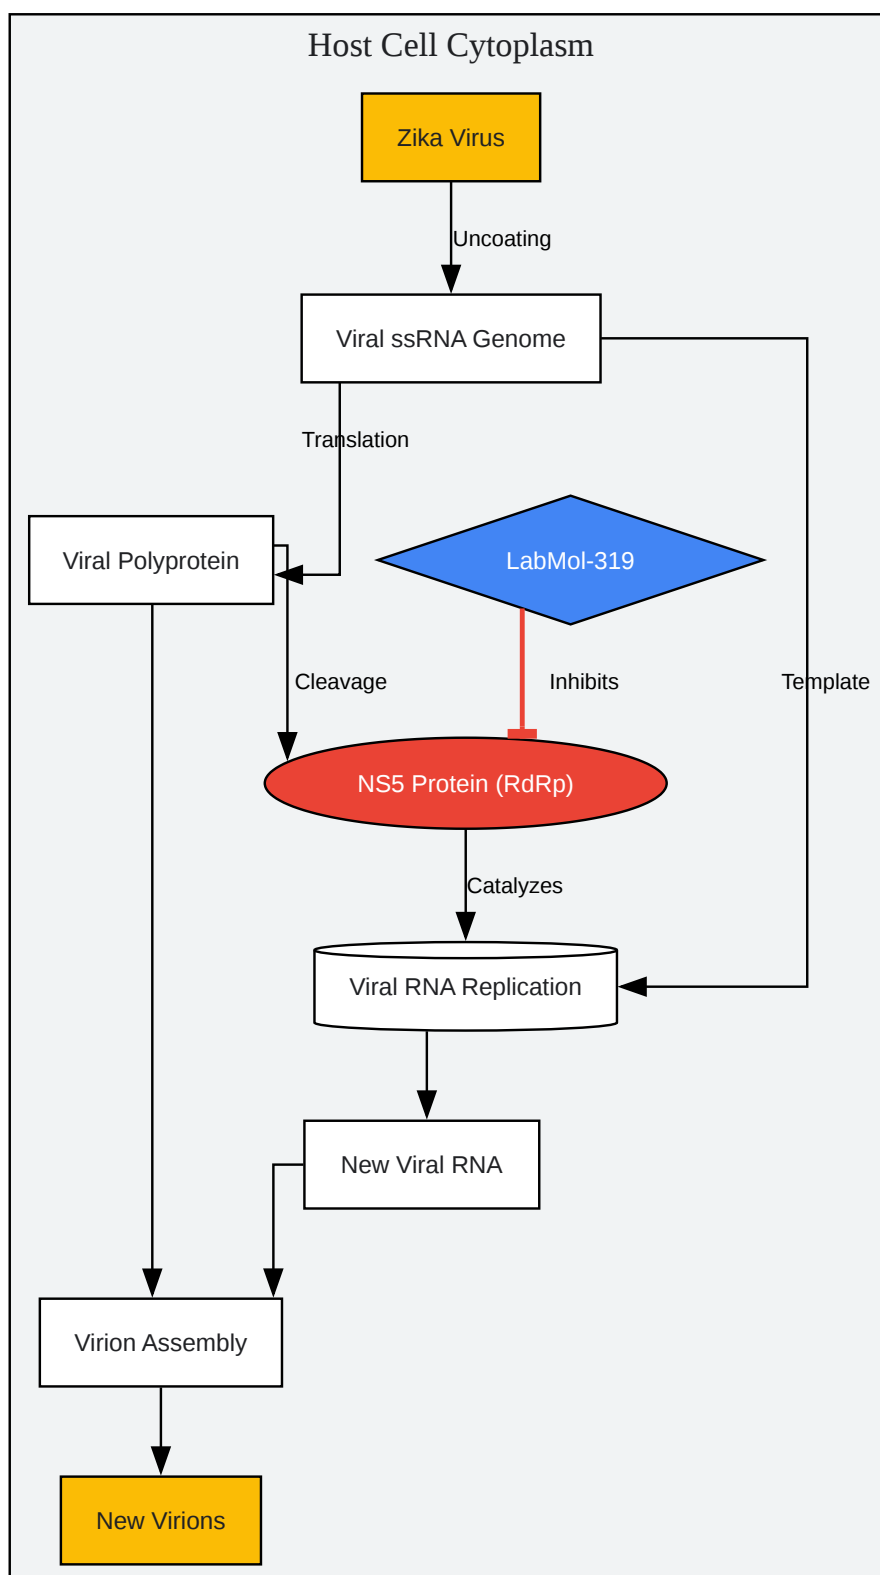 Host Cell Cytoplasm
Zika Virus
Uncoating
Viral ssRNA Genome
Translation
Viral Polyprotein
LabMol-319
Cleavage
Inhibits
Template
NS5 Protein (RdRp)
Catalyzes
Viral RNA Replication
New Viral RNA
Virion Assembly
New Virions